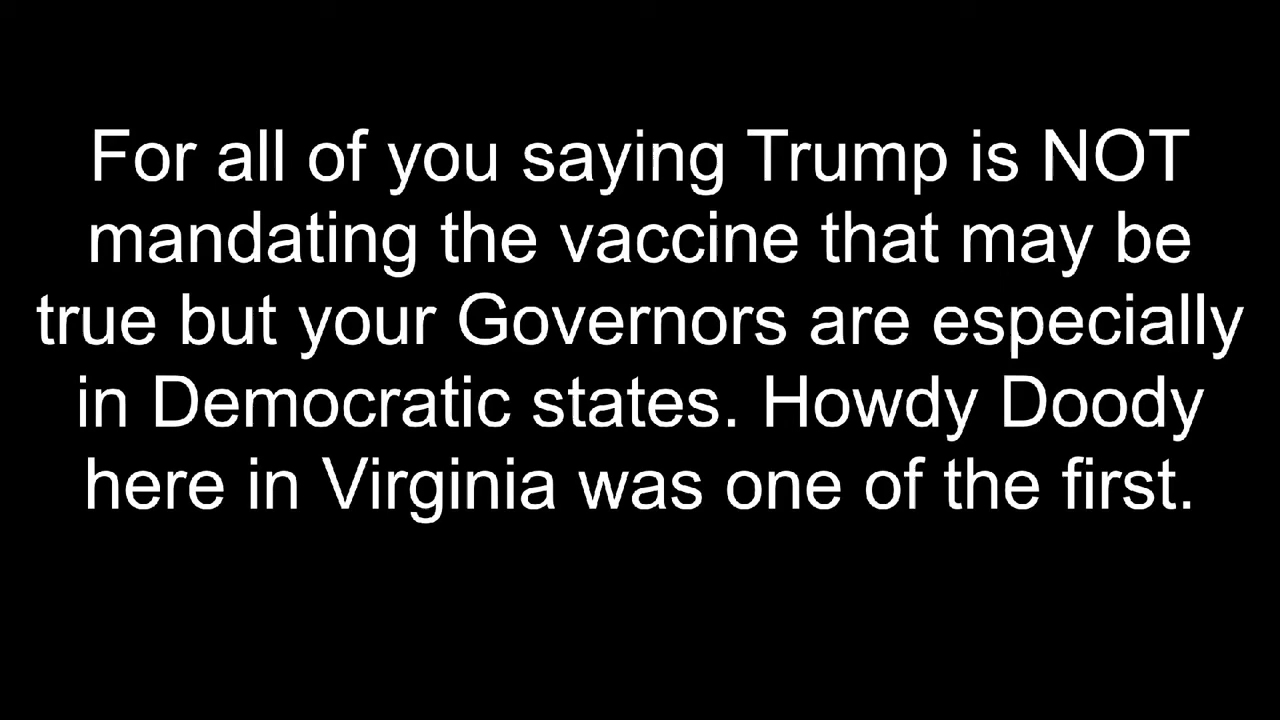 For all of you saying Trump is NOT
mandating the vaccine that may be
true but your Governors are especially
in Democratic states. Howdy Doody
here in Virginia was one of the first.